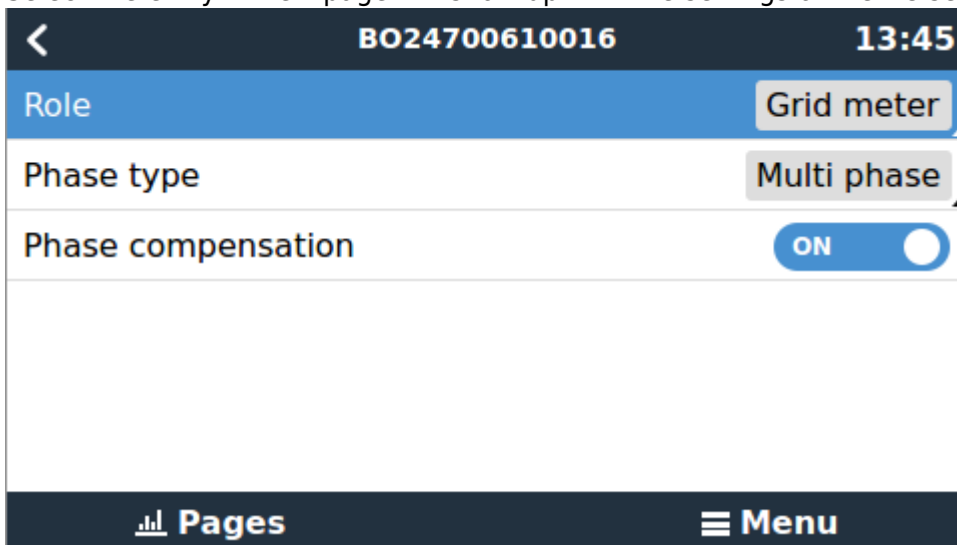 BO24700610016 13:45
Role Grid meter
Phase type Multi phase
Phase compensation ON
Pages Menu